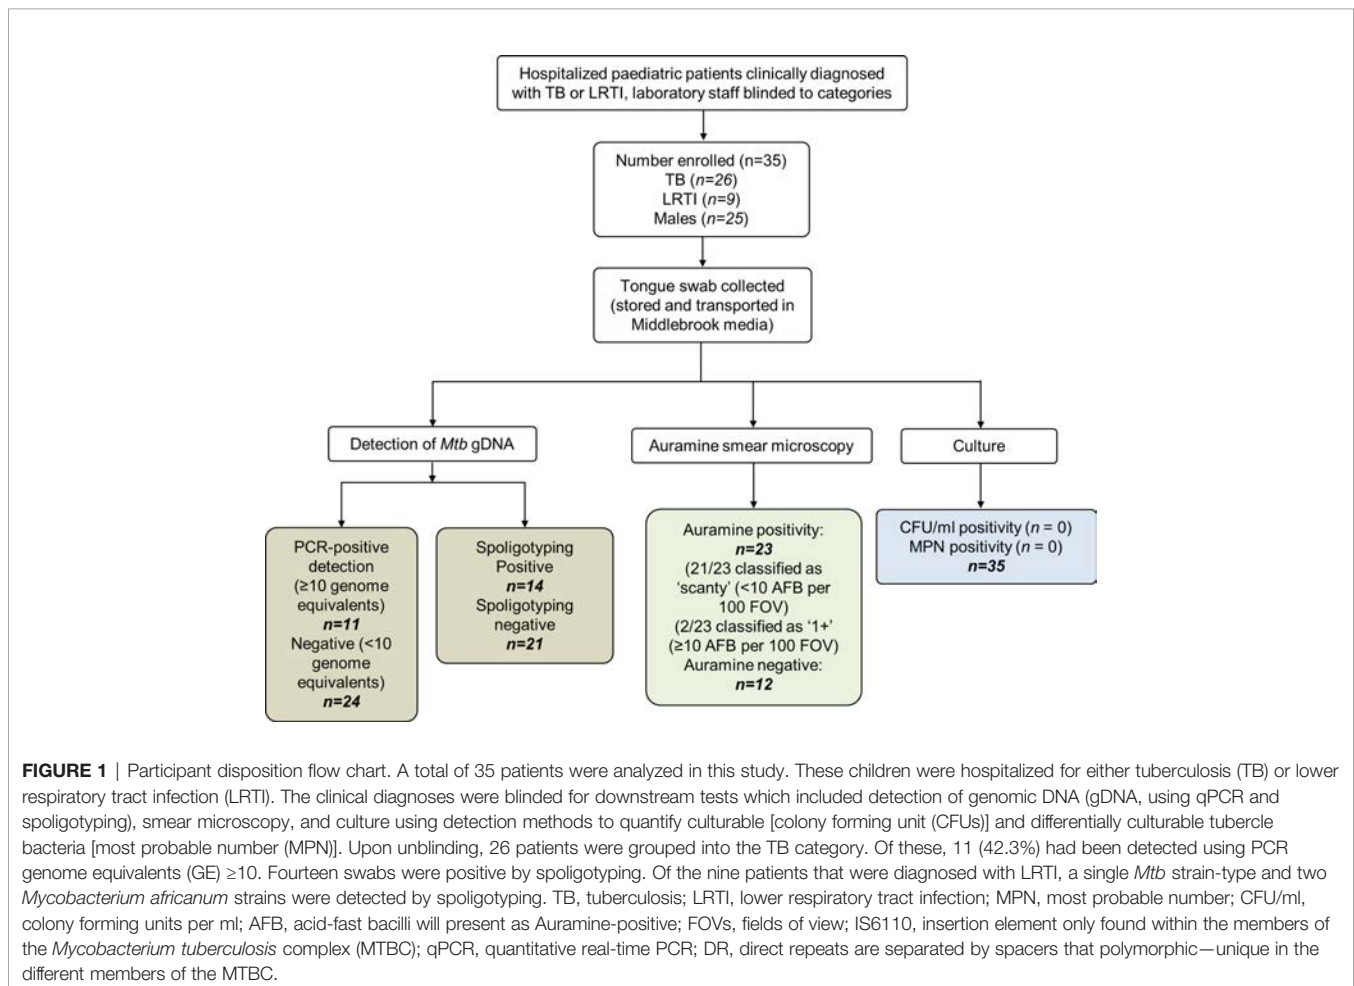 Hospitalized paediatric patients clinically diagnosed
with TB or LRTI, laboratory staff blinded to categories
Number enrolled (n=35)
TB (n=26)
LRTI (n=9)
Males (n=25)
Tongue swab collected
(stored and transported in
Middlebrook media)
Detection of Mtb gDNA
Auramine smear microscopy
Culture
PCR-positive
detection
(≥10 genome
equivalents)
n=11
Negative (<10
genome
equivalents)
n=24
Spoligotyping
Positive
n=14
Spoligotyping
negative
n=21
Auramine positivity:
n=23
(21/23 classified as
‘scanty’ (<10 AFB per
100 FOV)
(2/23 classified as ‘1+’
(≥10 AFB per 100 FOV)
Auramine negative:
n=12
CFU/ml positivity (n = 0)
MPN positivity (n = 0)
n=35
FIGURE 1 | Participant disposition flow chart. A total of 35 patients were analyzed in this study. These children were hospitalized for either tuberculosis (TB) or lower
respiratory tract infection (LRTI). The clinical diagnoses were blinded for downstream tests which included detection of genomic DNA (gDNA, using qPCR and
spoligotyping), smear microscopy, and culture using detection methods to quantify culturable [colony forming unit (CFUs)] and differentially culturable tubercle
bacteria [most probable number (MPN)]. Upon unblinding, 26 patients were grouped into the TB category. Of these, 11 (42.3%) had been detected using PCR
genome equivalents (GE) ≥10. Fourteen swabs were positive by spoligotyping. Of the nine patients that were diagnosed with LRTI, a single Mtb strain-type and two
Mycobacterium africanum strains were detected by spoligotyping. TB, tuberculosis; LRTI, lower respiratory tract infection; MPN, most probable number; CFU/ml,
colony forming units per ml; AFB, acid-fast bacilli will present as Auramine-positive; FOVs, fields of view; IS6110, insertion element only found within the members of
the Mycobacterium tuberculosis complex (MTBC); qPCR, quantitative real-time PCR; DR, direct repeats are separated by spacers that polymorphic—unique in the
different members of the MTBC.